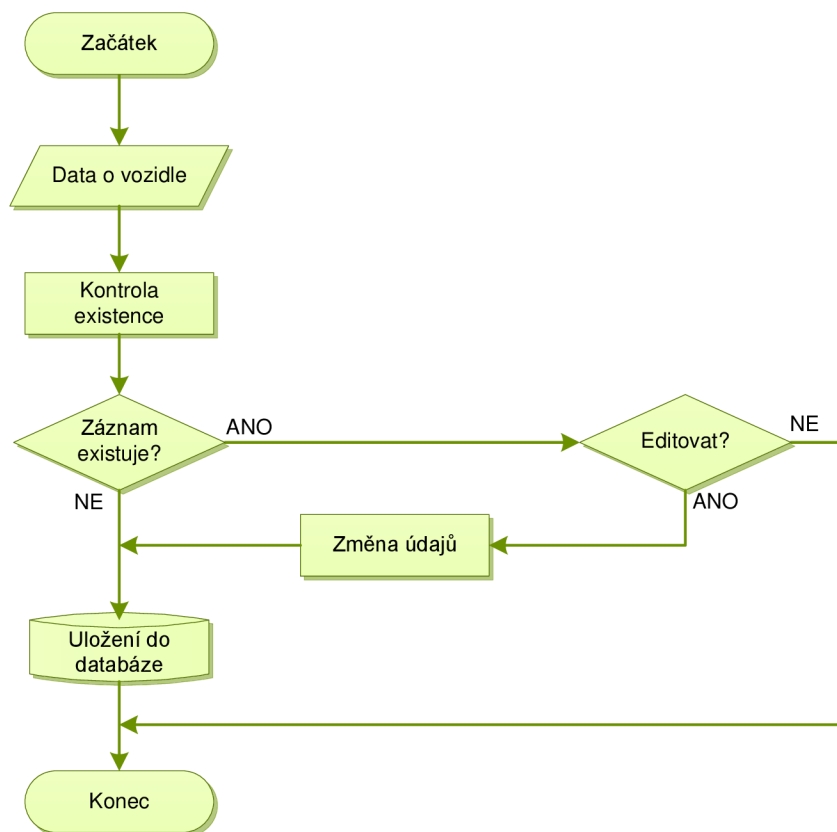 Začátek
Data o vozidle
Kontrola
existence
Záznam
existuje?
ANO
Editovat?
NE
NE
ANO
Změna údajů
Uložení do
databáze
Konec